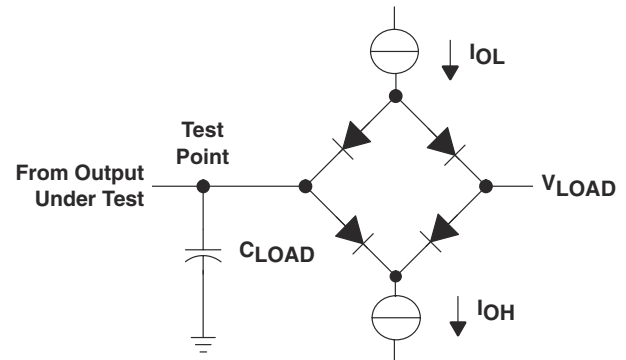 IOL
Test
Point
From Output
Under Test
VLOAD
CLOAD
IOH